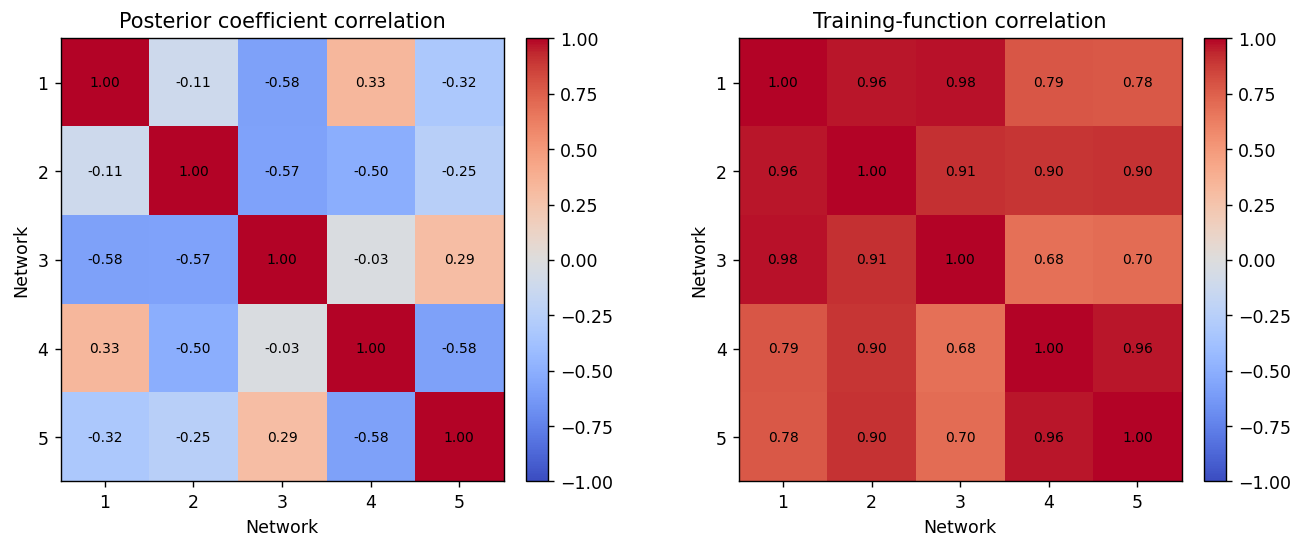 Posterior coefficient correlation
1 1.00 -0.11 -0.58 0.33 -0.32
2 -0.11 1.00 -0.57 -0.50 -0.25
3 -0.58 -0.57 1.00 -0.03 0.29
4 0.33 -0.50 -0.03 1.00 -0.58
5 -0.32 -0.25 0.29 -0.58 1.00
1 2 3 4 5
Network
Network
1.00
0.75
0.50
0.25
0.00
−0.25
−0.50
−0.75
−1.00
Training-function correlation
1 1.00 0.96 0.98 0.79 0.78
2 0.96 1.00 0.91 0.90 0.90
3 0.98 0.91 1.00 0.68 0.70
4 0.79 0.90 0.68 1.00 0.96
5 0.78 0.90 0.70 0.96 1.00
1 2 3 4 5
Network
Network
1.00
0.75
0.50
0.25
0.00
−0.25
−0.50
−0.75
−1.00